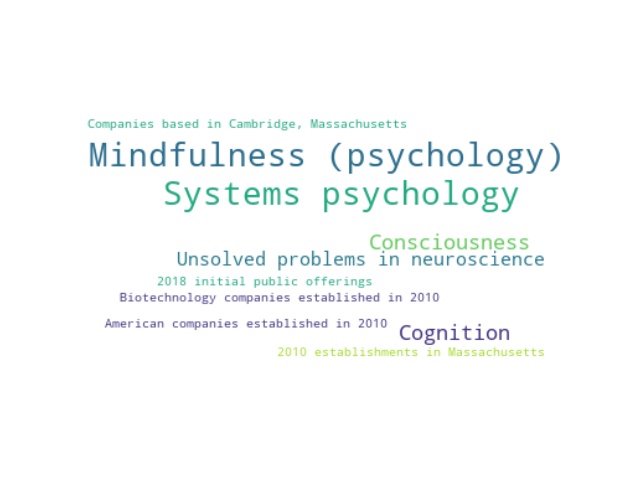 Companies based in Cambridge, Massachusetts
Mindfulness (psychology)
Systems psychology
Consciousness
Unsolved problems in neuroscience
2018 initial public offerings
Biotechnology companies established in 2010
American companies established in 2010
Cognition
2010 establishments in Massachusetts